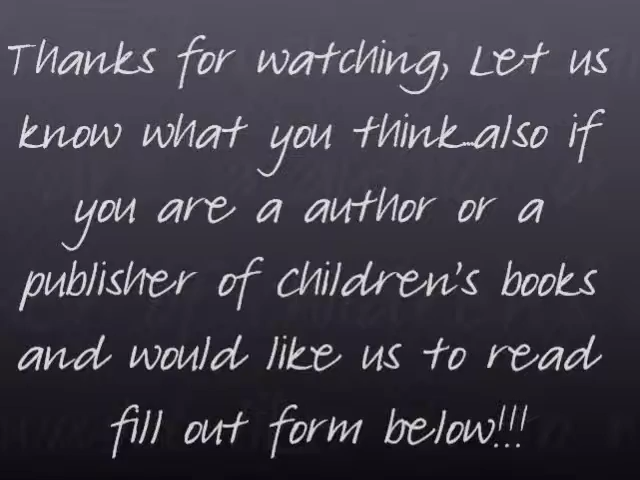 Thanks for watching, Let us
know what you think...also if
you are a author or a
publisher of children's books
and would like us to read
fill out form below!!!